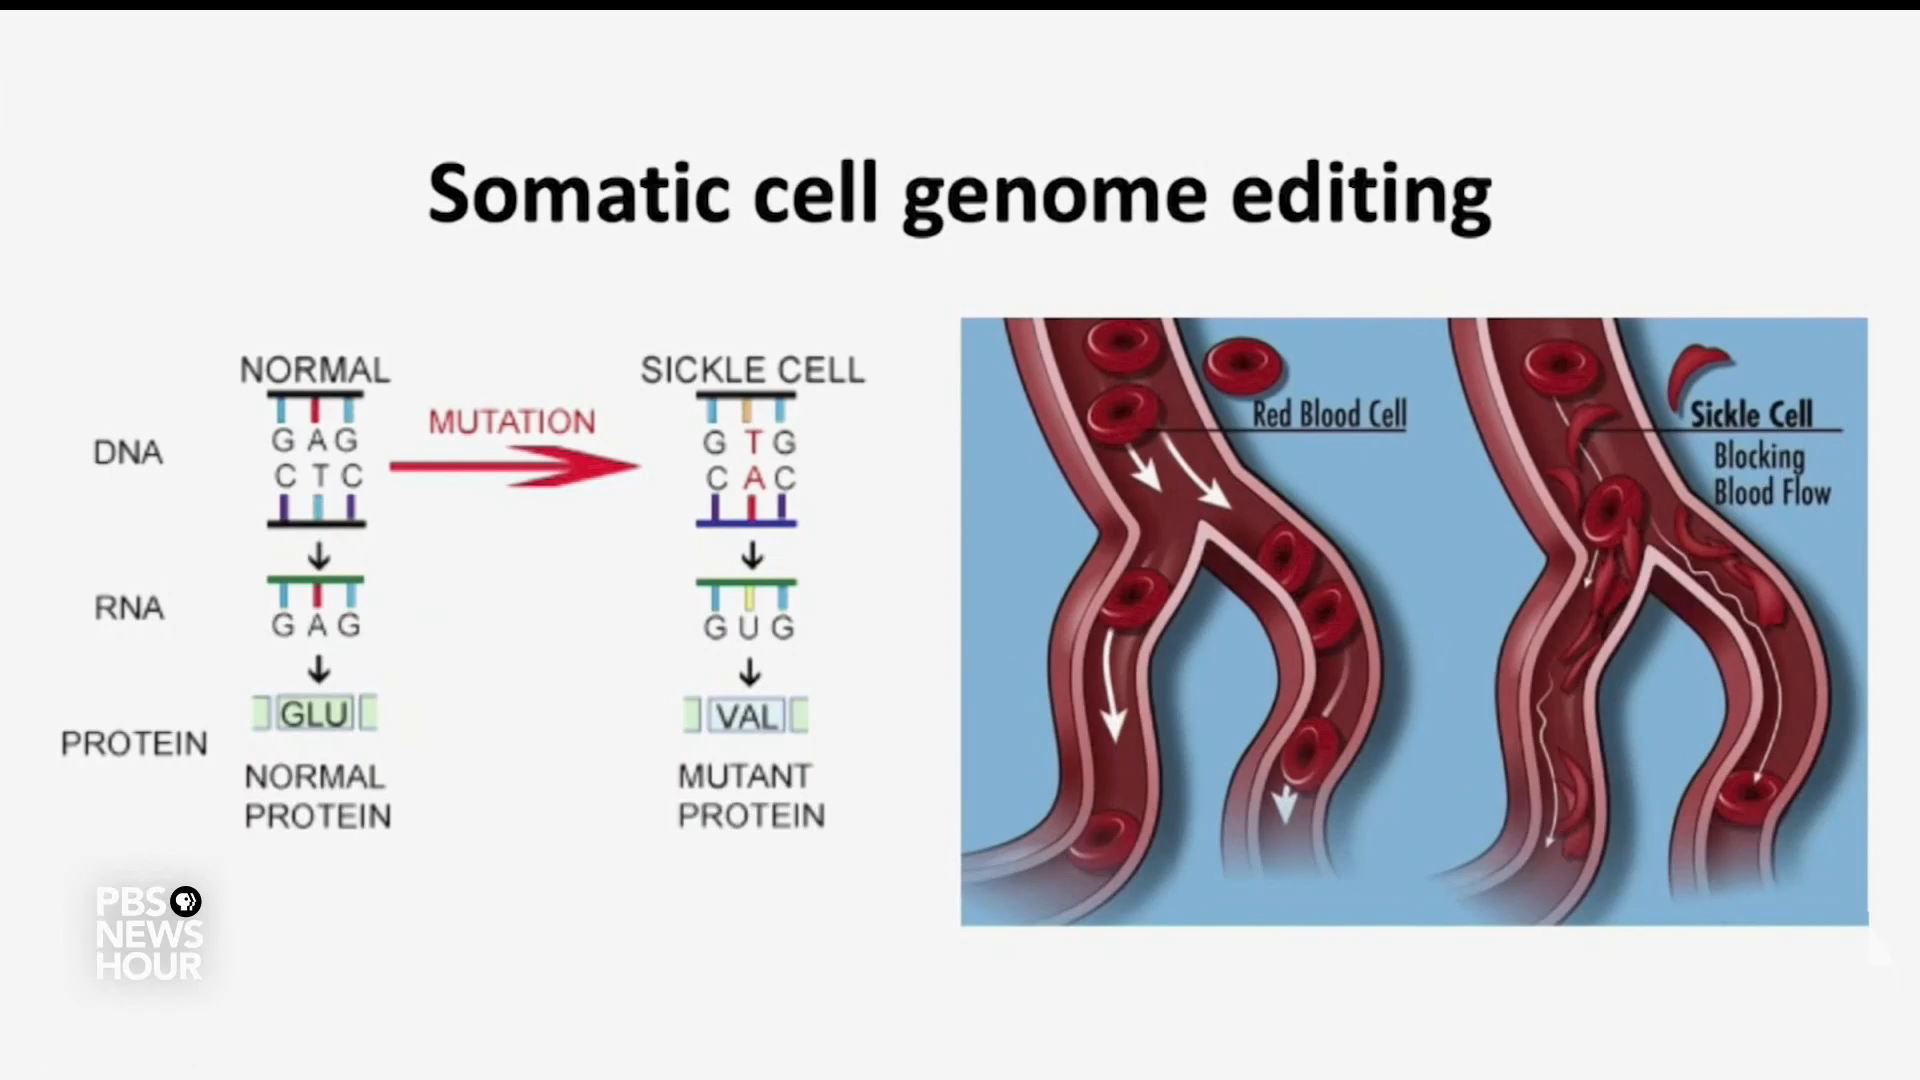 Somatic cell genome editing
NORMAL
SICKLE CELL
MUTATION
DNA
G A G
C T C
G T G
C A C
RNA
G A G
G U G
PROTEIN
GLU
VAL
NORMAL
PROTEIN
MUTANT
PROTEIN
Red Blood Cell
Sickle Cell
Blocking
Blood Flow
PBS
NEWS
HOUR